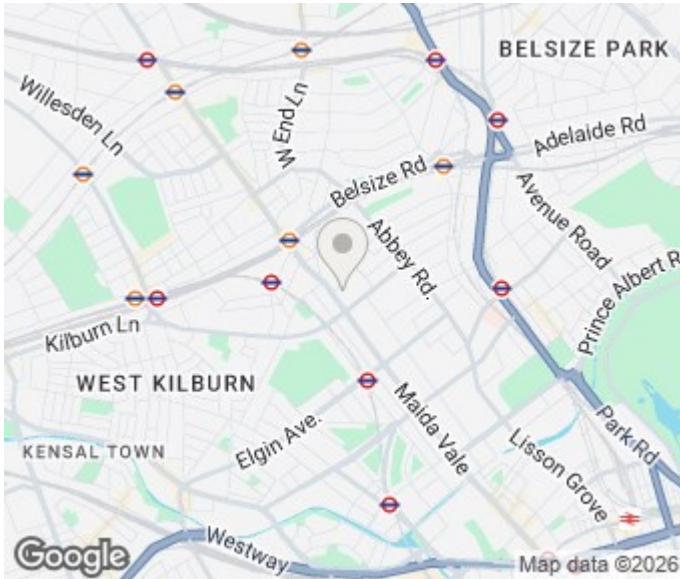 BELSIZE PARK
Willesden Ln
W End Ln
Adelaide Rd
Belsize Rd
Avenue Road
Abbey Rd.
Prince Albert R
Kilburn Ln
WEST KILBURN
Maida Vale
Elgin Ave.
Park Rd
KENSAL TOWN
Lisson Grove
Westway
Google
Map data ©2026